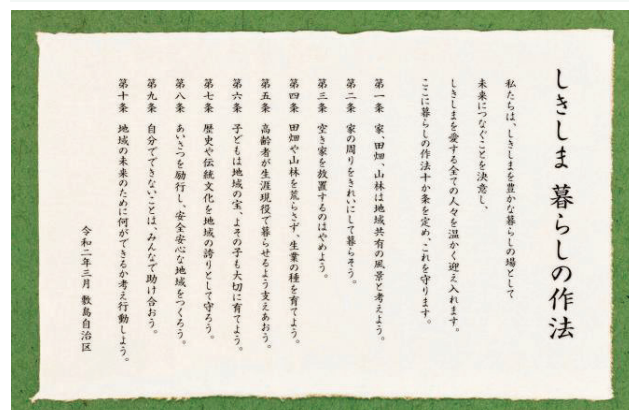 しきしま 暮らしの作法
私たちは、しきしまを豊かな暮らしの場として
未来につなぐことを決意し、
しきしまを愛する全ての人々を温かく迎え入れます。
ここに暮らしの作法十か条を定め、これを守ります。
第一条 家、田畑、山林は地域共有の風景と考えよう。
第二条 家の周りをきれいにして暮らそう。
第三条 空き家を放置するのはやめよう。
第四条 田畑や山林を荒らさず、生業の種を育てよう。
第五条 高齢者が生涯現役で暮らせるよう支えあおう。
第六条 子どもは地域の宝、よその子も大切に育てよう。
第七条 歴史や伝統文化を地域の誇りとして守ろう。
第八条 あいさつを励行し、安全安心な地域をつくろう。
第九条 自分でできないことは、みんなで助け合おう。
第十条 地域の未来のために何ができるか考え行動しよう。
令和二年三月 敷島自治区